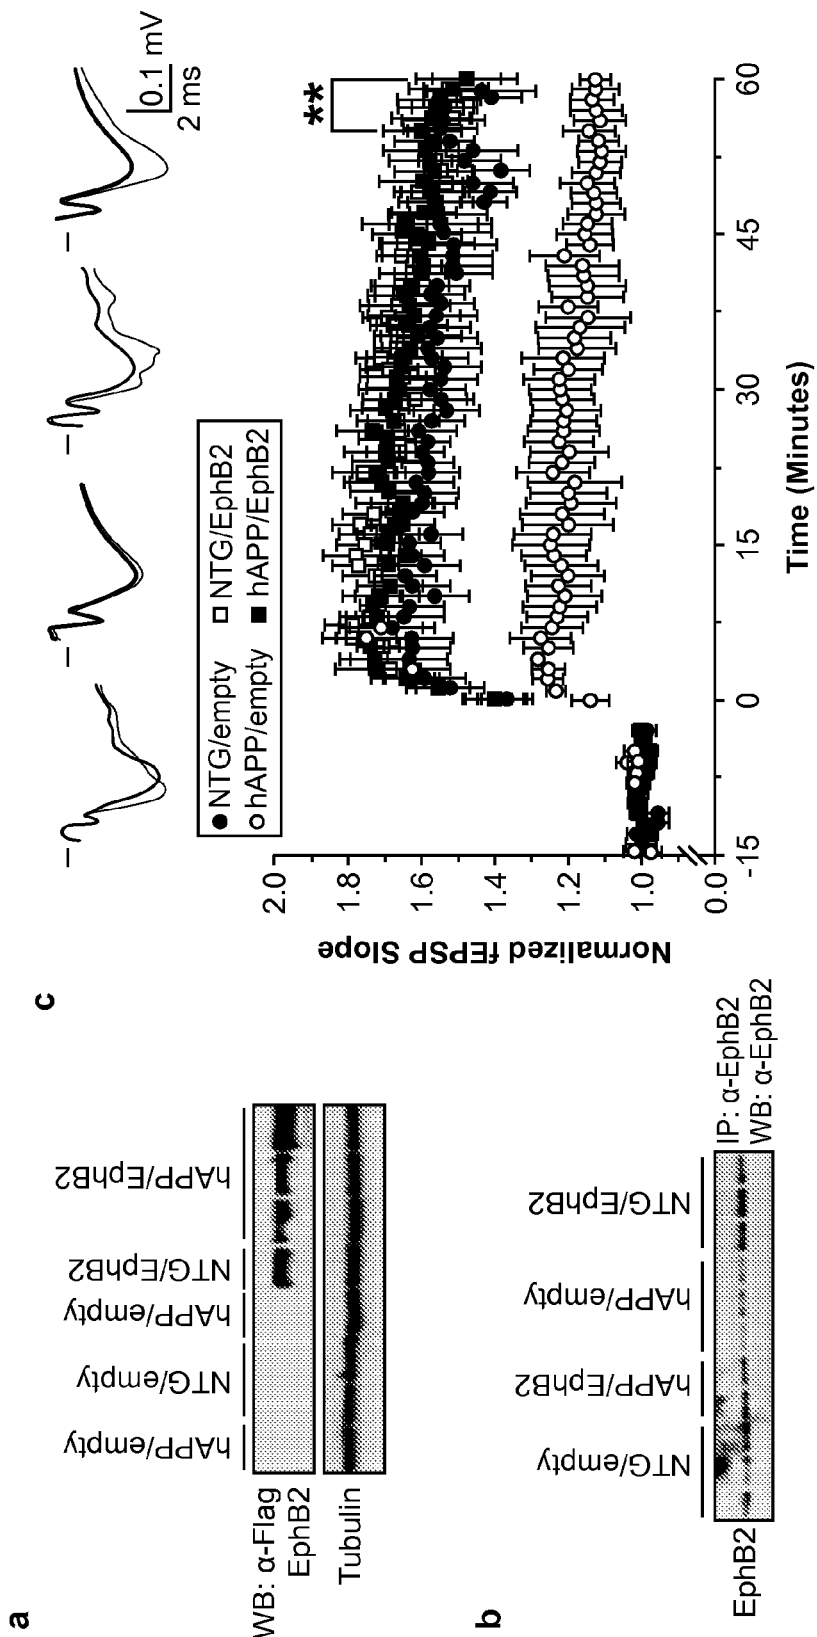 a
WB: α-Flag
EphB2
Tubulin
hAPP/empty
NTG/empty
hAPP/empty
NTG/EphB2
hAPP/EphB2
b
EphB2
NTG/empty
hAPP/EphB2
hAPP/empty
NTG/EphB2
IP: α-EphB2
WB: α-EphB2
c
0.1 mV
2 ms
NTG/empty
NTG/EphB2
hAPP/empty
hAPP/EphB2
**
Normalized fEPSP Slope
2.0
1.8
1.6
1.4
1.2
1.0
0.0
-15
0
15
30
45
60
Time (Minutes)